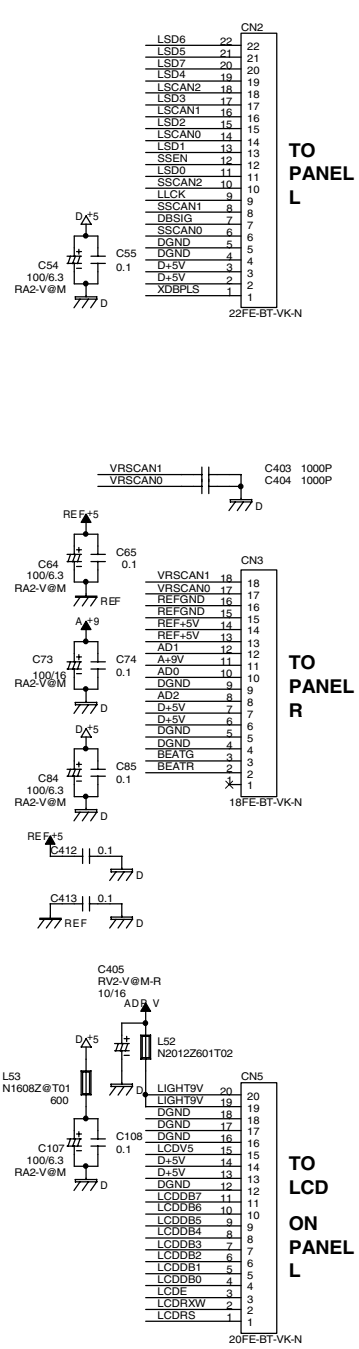 CN2
LSD6 22 22
LSD5 21 21
LSD7 20 20
LSD4 19 19
LSCAN2 18 18
LSD3 17 17
LSCAN1 16 16
LSD2 15 15
LSCAN0 14 14
LSD1 13 13
SSEN 12 12
LSD0 11 11
SSCAN2 10 10
LLCK 9 9
SSCAN1 8 8
DBSIG 7 7
SSCAN0 6 6
DGND 5 5
DGND 4 4
D+5V 3 3
D+5V 2 2
XDBPLS 1 1
22FE-BT-VK-N
TO
PANEL
L
D +5
C54
100/6.3
RA2-V@M
C55
0.1
D
VRSCAN1
VRSCAN0
C403 1000P
C404 1000P
D
REF+5
C64
100/6.3
RA2-V@M
C65
0.1
REF
A +9
C73
100/16
RA2-V@M
C74
0.1
D
D +5
C84
100/6.3
RA2-V@M
C85
0.1
D
CN3
VRSCAN1 18 18
VRSCAN0 17 17
REFGND 16 16
REFGND 15 15
REF+5V 14 14
REF+5V 13 13
AD1 12 12
A+9V 11 11
AD0 10 10
DGND 9 9
AD2 8 8
D+5V 7 7
D+5V 6 6
DGND 5 5
DGND 4 4
BEATG 3 3
BEATR 2 2
1 1
18FE-BT-VK-N
TO
PANEL
R
REF+5
C412 0.1
D
C413 0.1
REF
D
C405
RV2-V@M-R
10/16
ADP V
L52
N2012Z601T02
D
D +5
L53
N1608Z@T01
600
C107
100/6.3
RA2-V@M
C108
0.1
D
CN5
LIGHT9V 20 20
LIGHT9V 19 19
DGND 18 18
DGND 17 17
DGND 16 16
LCDV5 15 15
D+5V 14 14
D+5V 13 13
DGND 12 12
LCDDB7 11 11
LCDDB6 10 10
LCDDB5 9 9
LCDDB4 8 8
LCDDB3 7 7
LCDDB2 6 6
LCDDB1 5 5
LCDDB0 4 4
LCDE 3 3
LCDRXW 2 2
LCDRS 1 1
20FE-BT-VK-N
TO
LCD
ON
PANEL
L